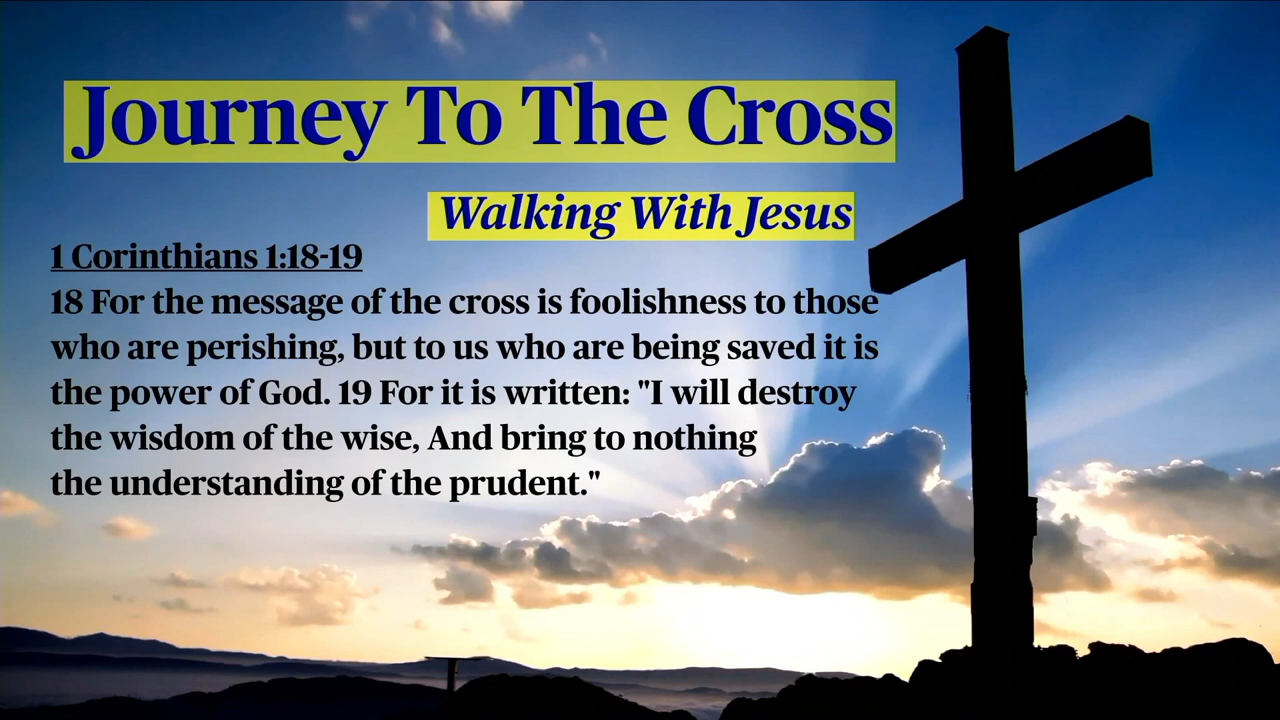 Journey To The Cross
Walking With Jesus
1 Corinthians 1:18-19
18 For the message of the cross is foolishness to those
who are perishing, but to us who are being saved it is
the power of God. 19 For it is written: "I will destroy
the wisdom of the wise, And bring to nothing
the understanding of the prudent."